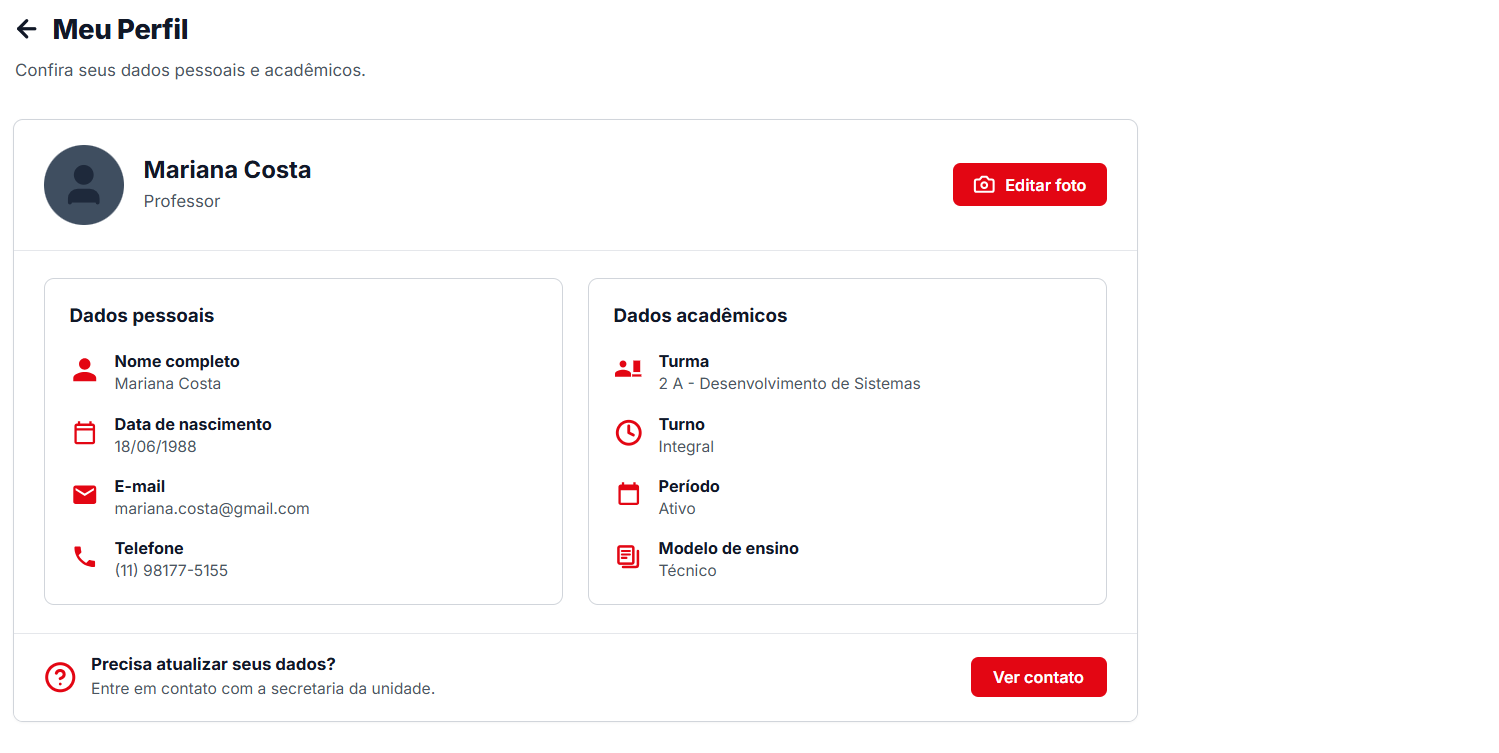 Meu Perfil
Confira seus dados pessoais e acadêmicos.
Mariana Costa
Professor
Editar foto
Dados pessoais
Nome completo
Mariana Costa
Data de nascimento
18/06/1988
E-mail
mariana.costa@gmail.com
Telefone
(11) 98177-5155
Dados acadêmicos
Turma
2 A - Desenvolvimento de Sistemas
Turno
Integral
Período
Ativo
Modelo de ensino
Técnico
Precisa atualizar seus dados?
Entre em contato com a secretaria da unidade.
Ver contato